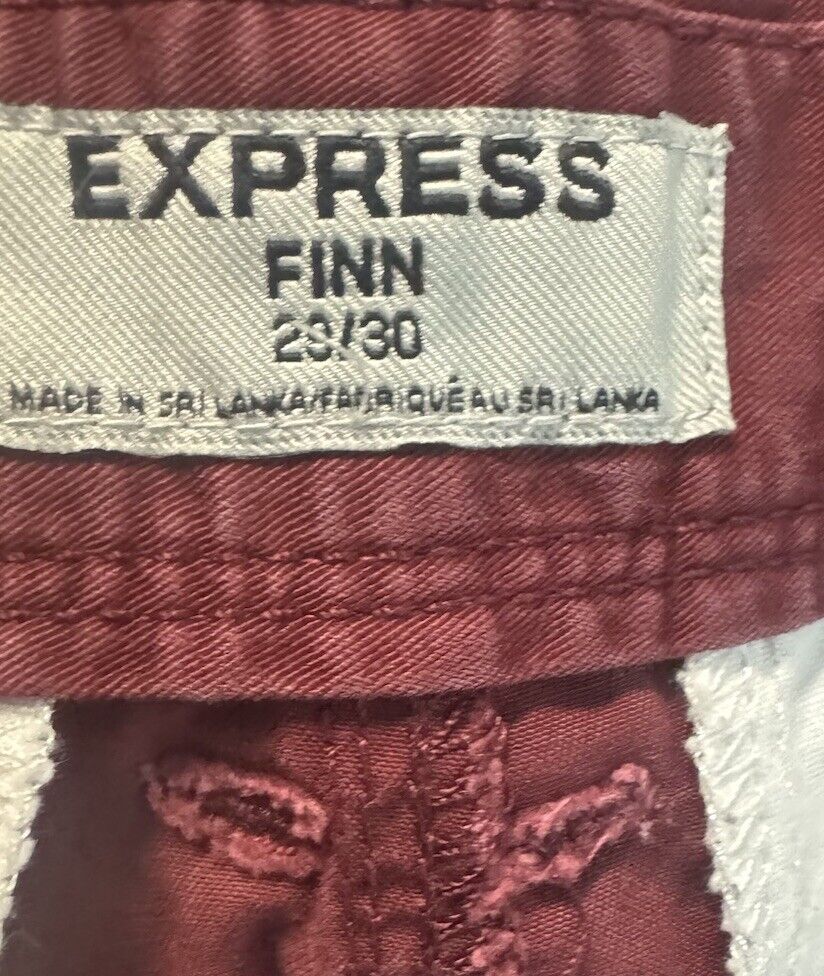 EXPRESS
FINN
29/30
MADE IN SRI LANKA/FABRIQUÉ AU SRI LANKA